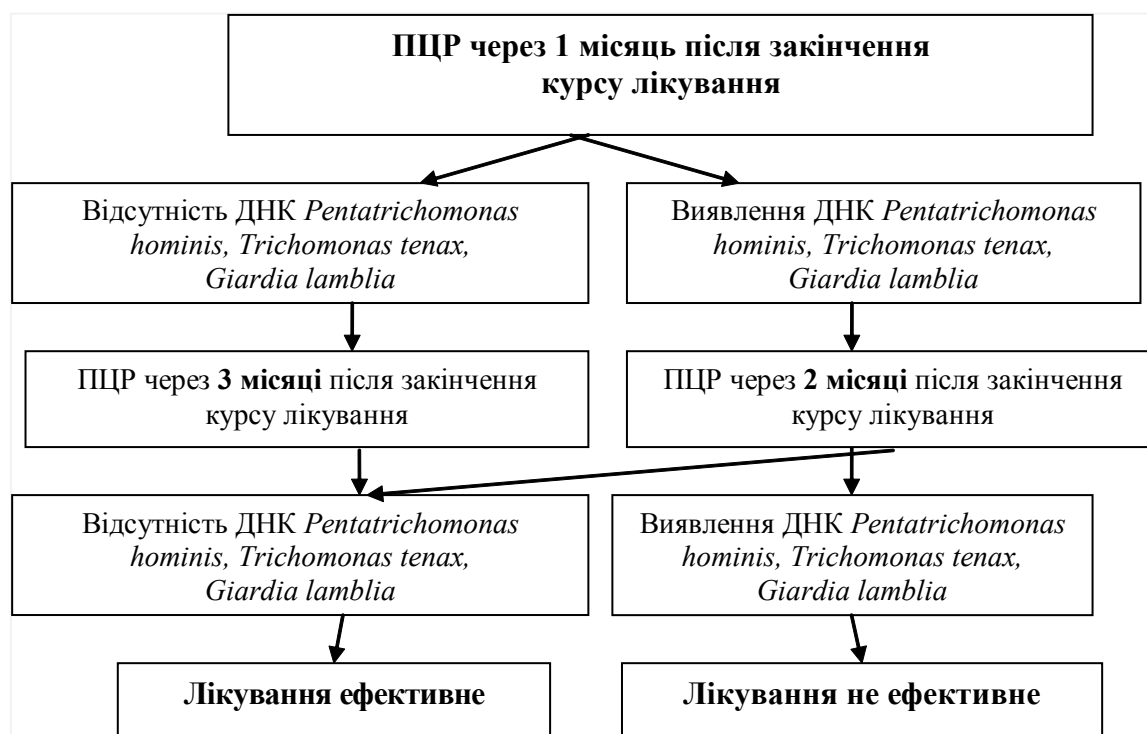 ПЦР через 1 місяць після закінчення
курсу лікування
Відсутність ДНК Pentatrichomonas
hominis, Trichomonas tenax,
Giardia lamblia
Виявлення ДНК Pentatrichomonas
hominis, Trichomonas tenax,
Giardia lamblia
ПЦР через 3 місяці після закінчення
курсу лікування
ПЦР через 2 місяці після закінчення
курсу лікування
Відсутність ДНК Pentatrichomonas
hominis, Trichomonas tenax,
Giardia lamblia
Виявлення ДНК Pentatrichomonas
hominis, Trichomonas tenax,
Giardia lamblia
Лікування ефективне
Лікування не ефективне